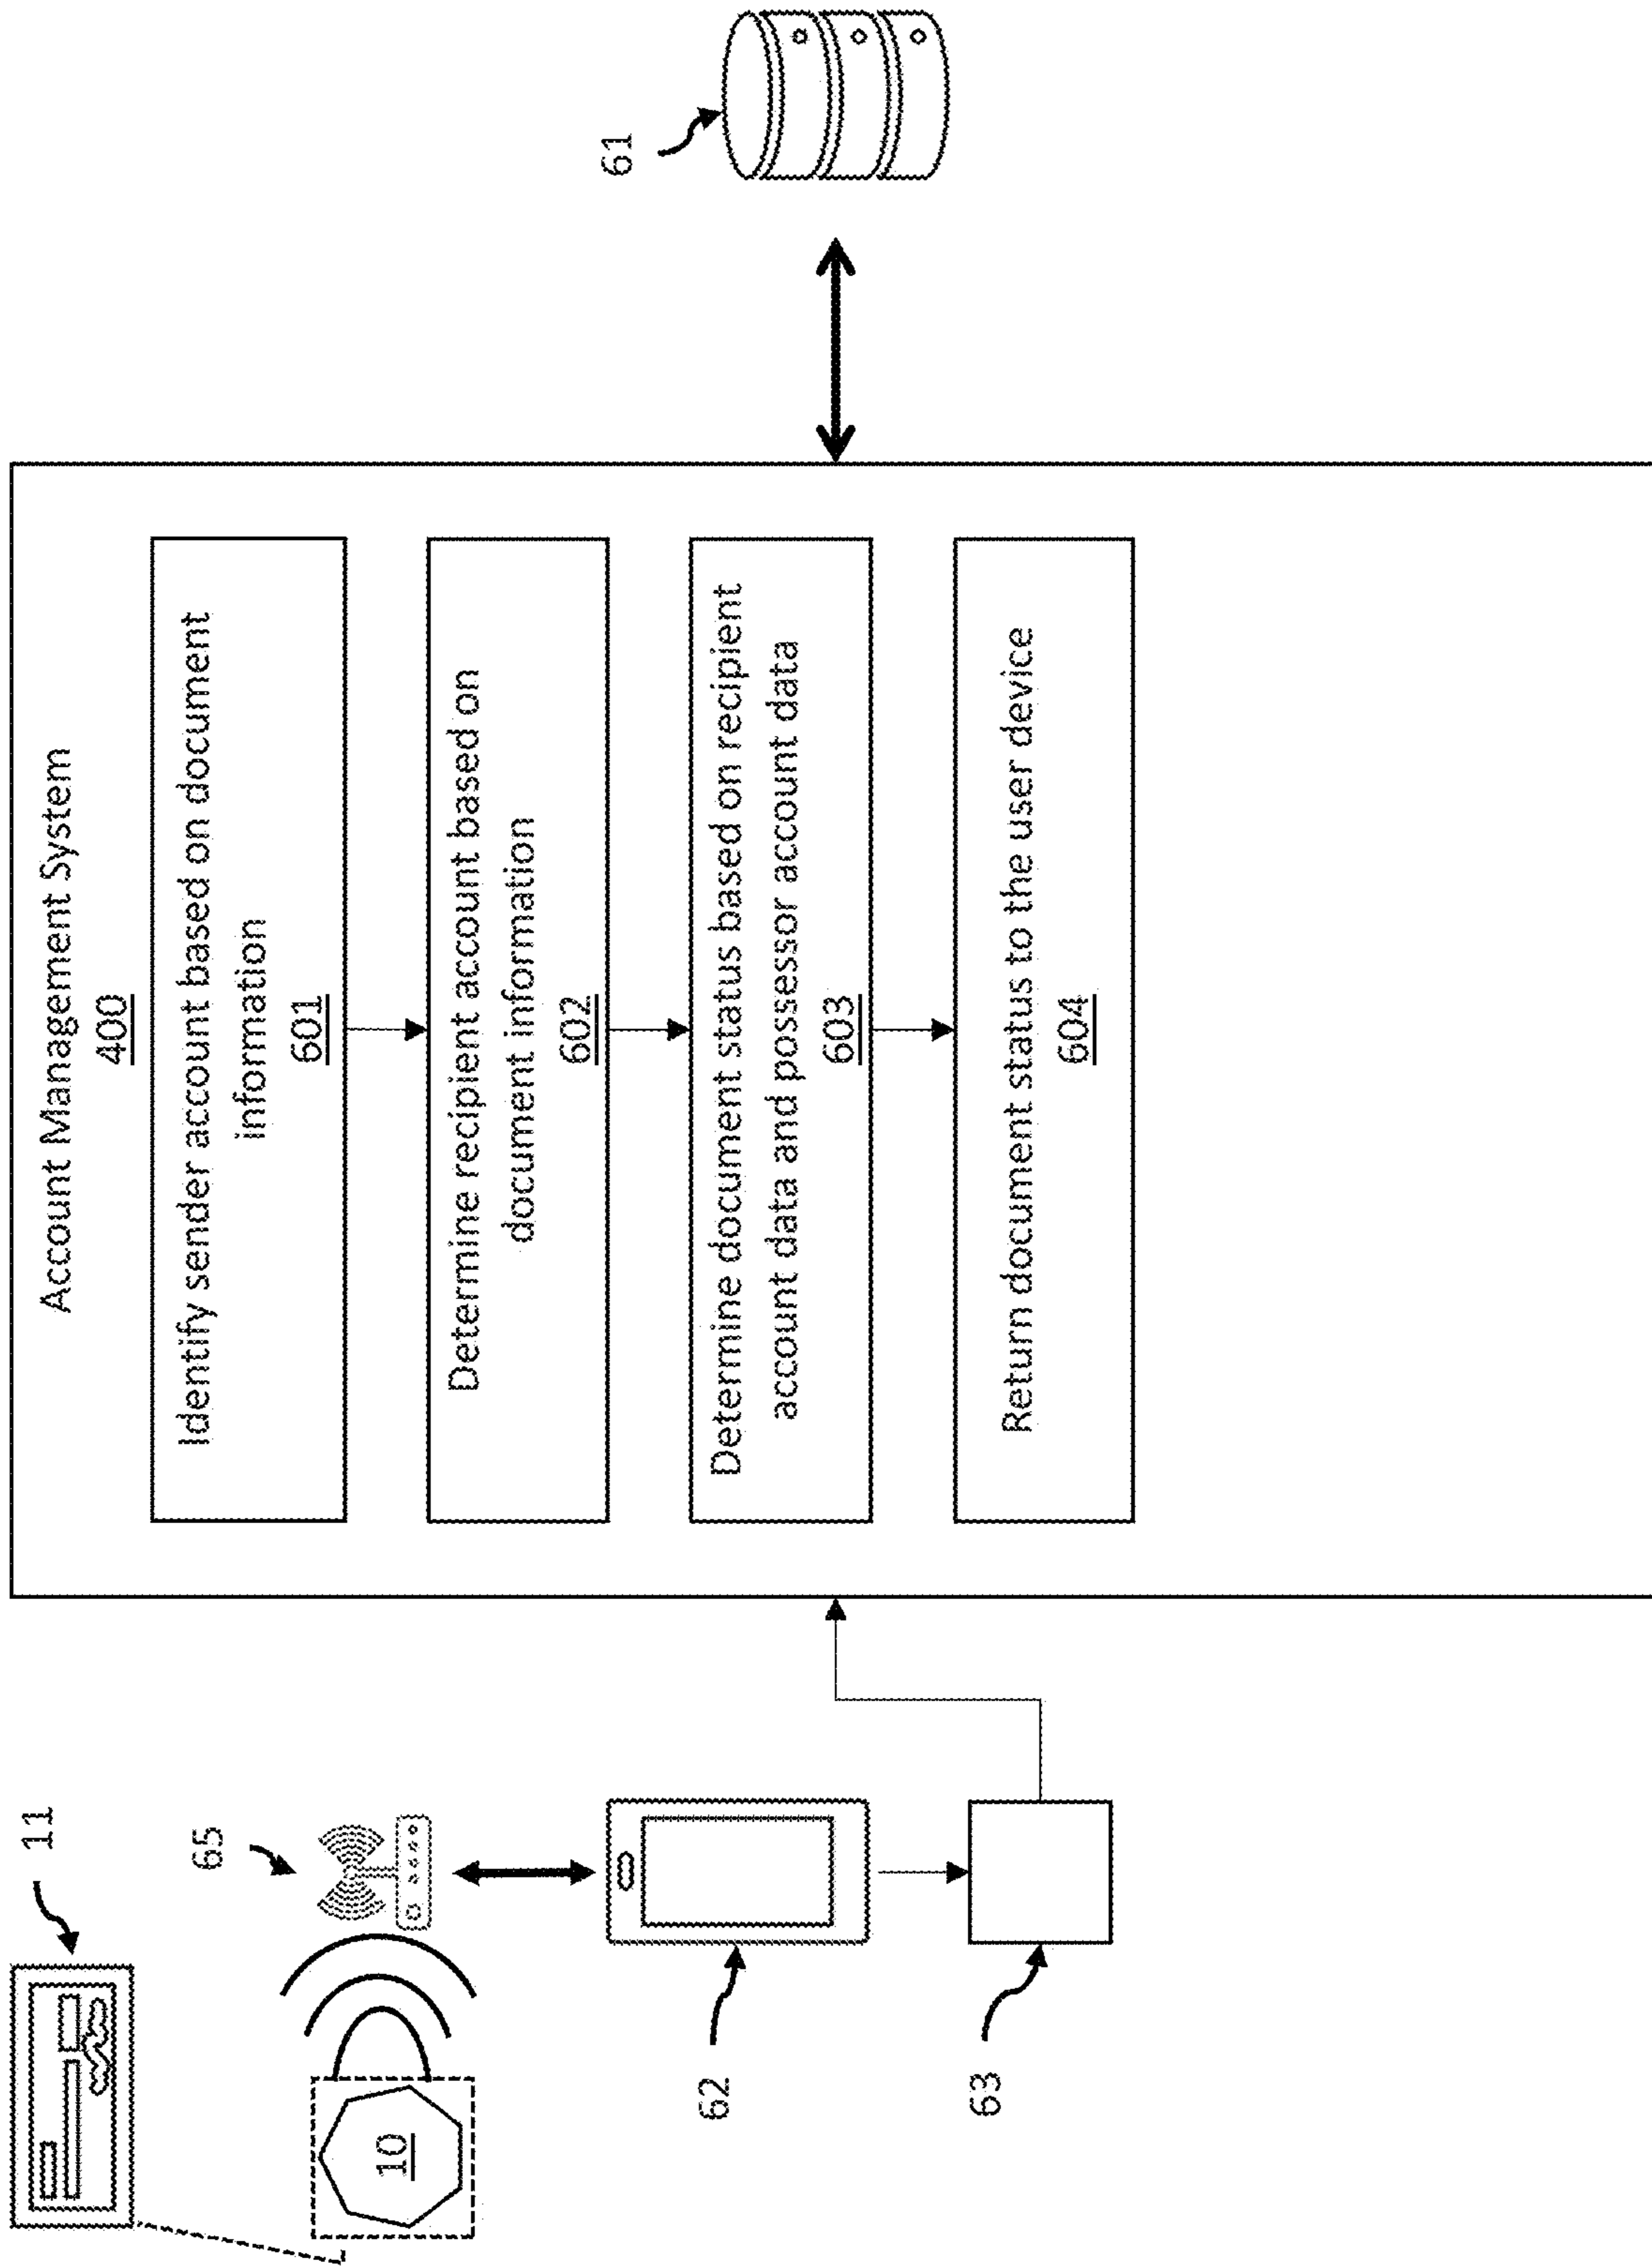 11
10
65
62
63
Account Management System
400
Identify sender account based on document
information
601
Determine recipient account based on
document information
602
Determine document status based on recipient
account data and possessor account data
603
Return document status to the user device
604
61